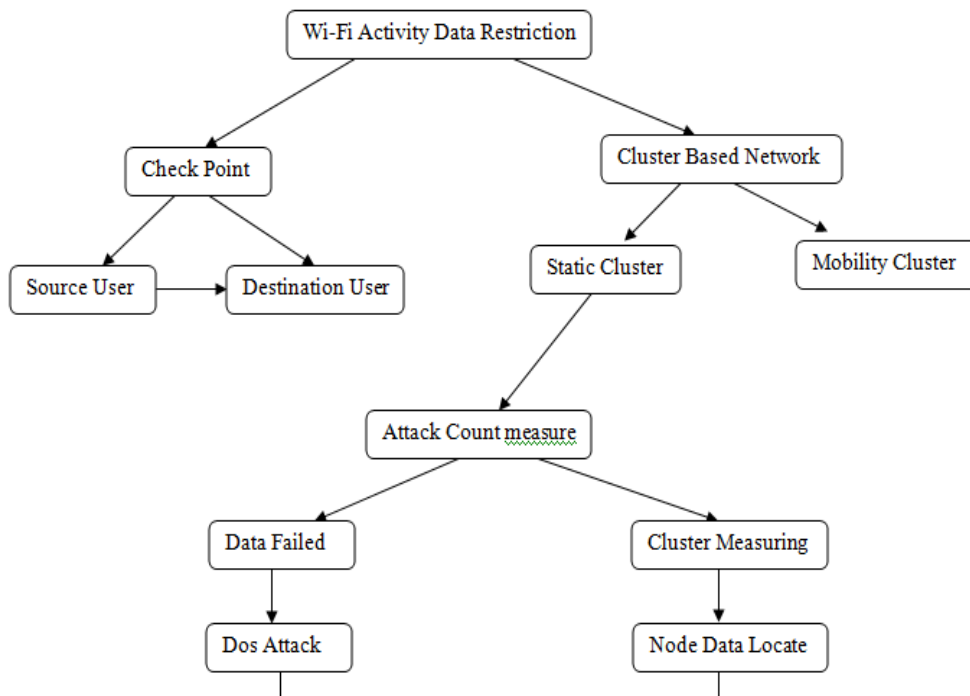 Wi-Fi Activity Data Restriction
Check Point
Cluster Based Network
Source User
Destination User
Static Cluster
Mobility Cluster
Attack Count measure
Data Failed
Cluster Measuring
Dos Attack
Node Data Locate